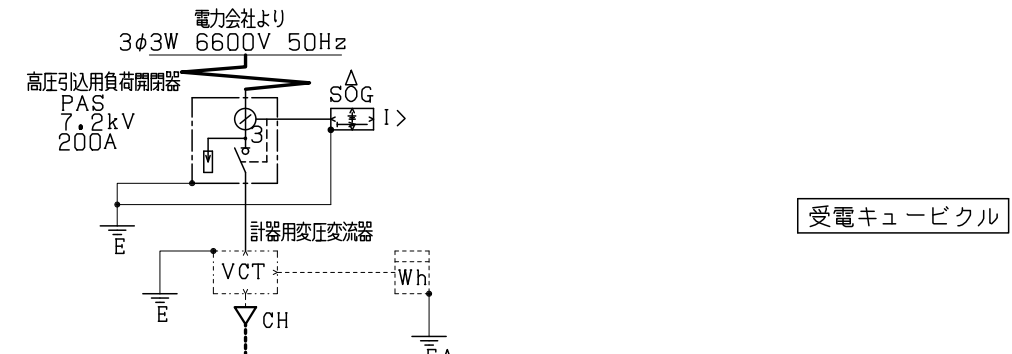 電力会社より
3φ3W 6600V 50Hz
高圧引込用負荷開閉器
PAS
7.2kV
200A
SOG
I>
3
E
受電キュービクル
計器用変圧変流器
VCT
Wh
E
CH
EA